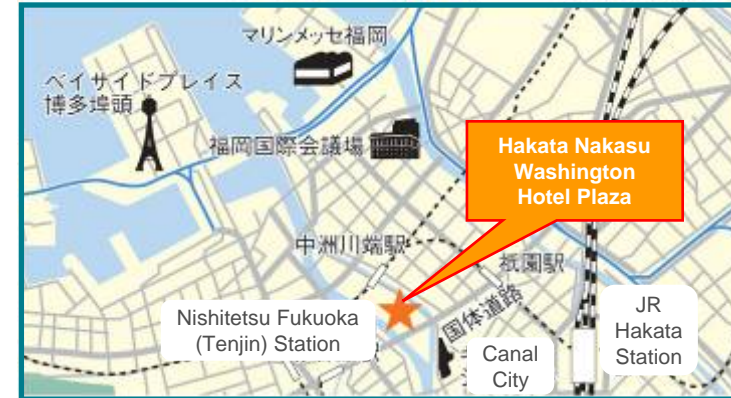 マリンメッセ福岡
ベイサイドプレイス
博多埠頭
福岡国際会議場
Hakata Nakasu
Washington
Hotel Plaza
中洲川端駅
祇園駅
国体道路
Nishitetsu Fukuoka
(Tenjin) Station
JR
Hakata
Station
Canal
City